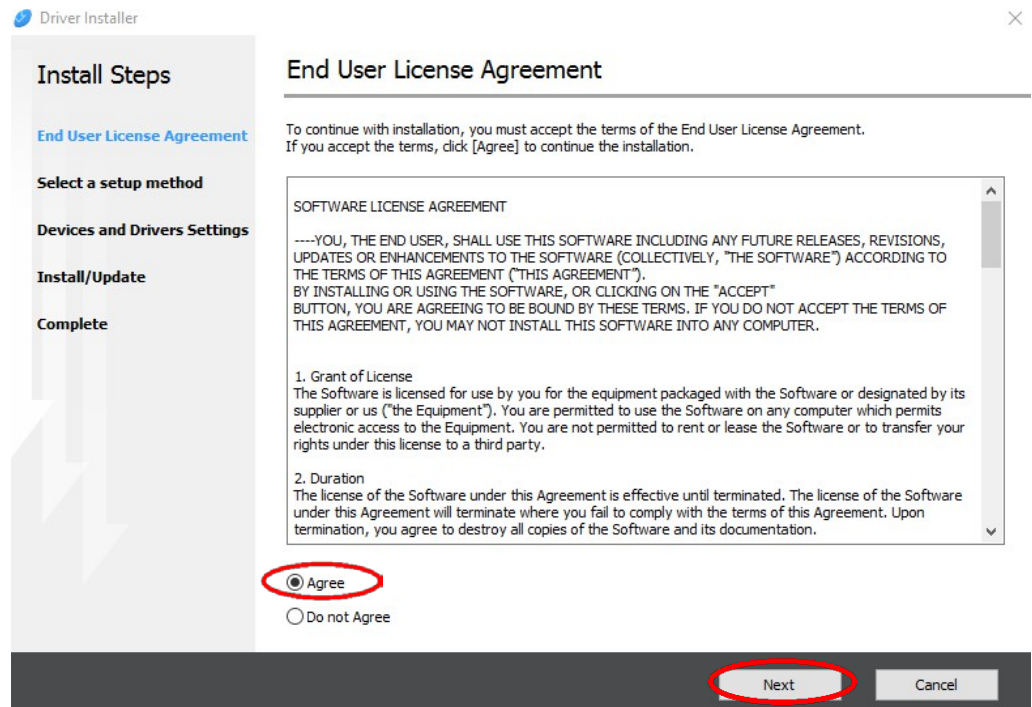 Driver Installer
Install Steps
End User License Agreement
Select a setup method
Devices and Drivers Settings
Install/Update
Complete
End User License Agreement
To continue with installation, you must accept the terms of the End User License Agreement.
If you accept the terms, click [Agree] to continue the installation.
SOFTWARE LICENSE AGREEMENT
----YOU, THE END USER, SHALL USE THIS SOFTWARE INCLUDING ANY FUTURE RELEASES, REVISIONS,
UPDATES OR ENHANCEMENTS TO THE SOFTWARE (COLLECTIVELY, "THE SOFTWARE") ACCORDING TO
THE TERMS OF THIS AGREEMENT ("THIS AGREEMENT").
BY INSTALLING OR USING THE SOFTWARE, OR CLICKING ON THE "ACCEPT"
BUTTON, YOU ARE AGREEING TO BE BOUND BY THESE TERMS. IF YOU DO NOT ACCEPT THE TERMS OF
THIS AGREEMENT, YOU MAY NOT INSTALL THIS SOFTWARE INTO ANY COMPUTER.
1. Grant of License
The Software is licensed for use by you for the equipment packaged with the Software or designated by its
supplier or us ("the Equipment"). You are permitted to use the Software on any computer which permits
electronic access to the Equipment. You are not permitted to rent or lease the Software or to transfer your
rights under this license to a third party.
2. Duration
The license of the Software under this Agreement is effective until terminated. The license of the Software
under this Agreement will terminate where you fail to comply with the terms of this Agreement. Upon
termination, you agree to destroy all copies of the Software and its documentation.
Agree
Do not Agree
Next
Cancel